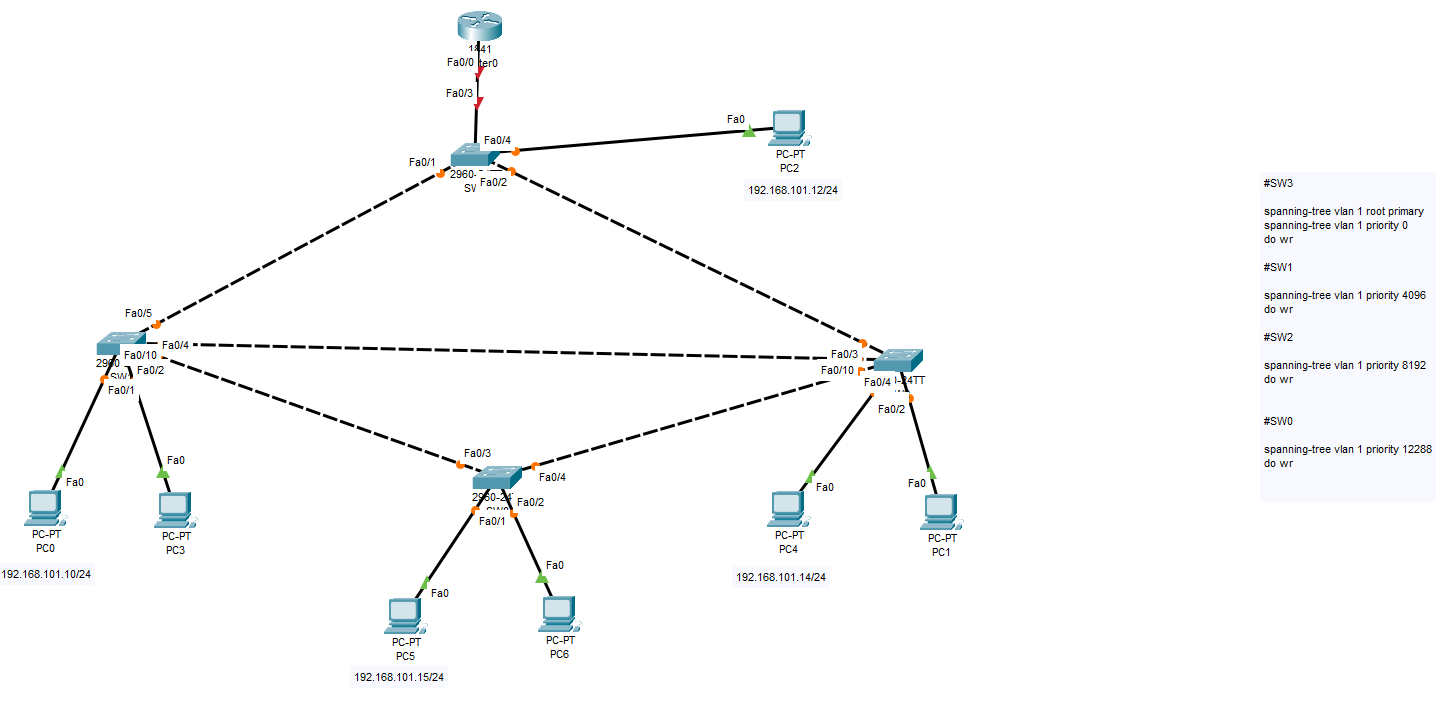 1841
Fa0/0
ter0
Fa0/3
Fa0/4
Fa0/1
Fa0/2
2960-
SW
Fa0
PC-PT
PC2
192.168.101.12/24
Fa0/5
Fa0/4
Fa0/10
Fa0/2
Fa0/1
Fa0
Fa0
PC-PT
PC0
PC-PT
PC3
192.168.101.10/24
Fa0/3
Fa0/4
2960-24
Fa0/2
Fa0/1
Fa0
Fa0
PC-PT
PC5
PC-PT
PC6
192.168.101.15/24
Fa0/3
Fa0/10
Fa0/4
-24TT
Fa0/2
Fa0
Fa0
PC-PT
PC4
PC-PT
PC1
192.168.101.14/24
#SW3
spanning-tree vlan 1 root primary
spanning-tree vlan 1 priority 0
do wr
#SW1
spanning-tree vlan 1 priority 4096
do wr
#SW2
spanning-tree vlan 1 priority 8192
do wr
#SW0
spanning-tree vlan 1 priority 12288
do wr